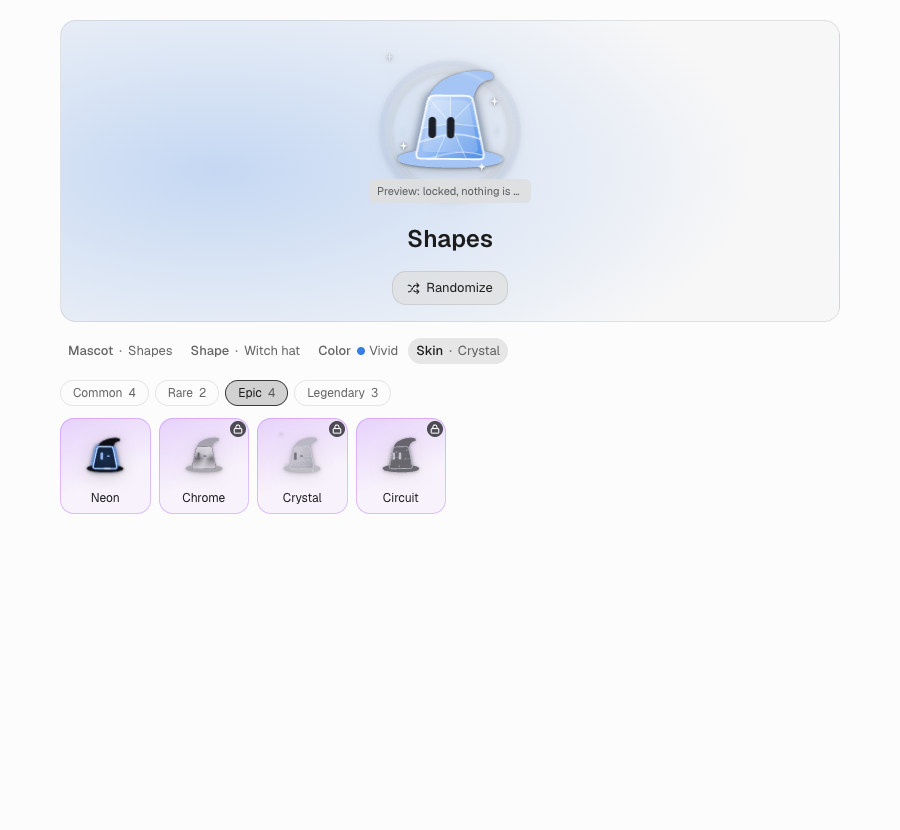 Preview: locked, nothing is ...
Shapes
Randomize
Mascot · Shapes Shape · Witch hat Color Vivid Skin · Crystal
Common 4 Rare 2 Epic 4 Legendary 3
Neon Chrome Crystal Circuit